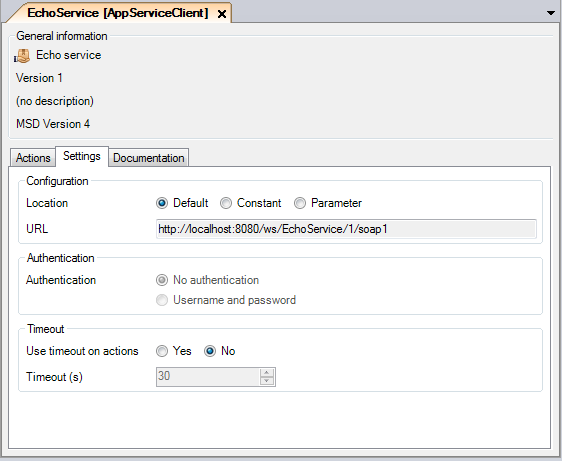 EchoService [AppServiceClient]
General information
Echo service
Version 1
(no description)
MSD Version 4
Actions Settings Documentation
Configuration
Location Default Constant Parameter
URL http://localhost:8080/ws/EchoService/1/soap1
Authentication
Authentication No authentication
Username and password
Timeout
Use timeout on actions Yes No
Timeout (s) 30